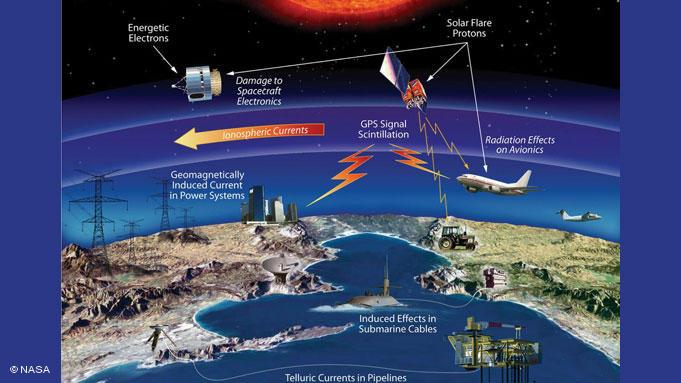 Energetic
Electrons
Solar Flare
Protons
Damage to
Spacecraft
Electronics
GPS Signal
Scintillation
Ionospheric Currents
Radiation Effects
on Avionics
Geomagnetically
Induced Current
in Power Systems
Induced Effects in
Submarine Cables
© NASA
Telluric Currents in Pipelines